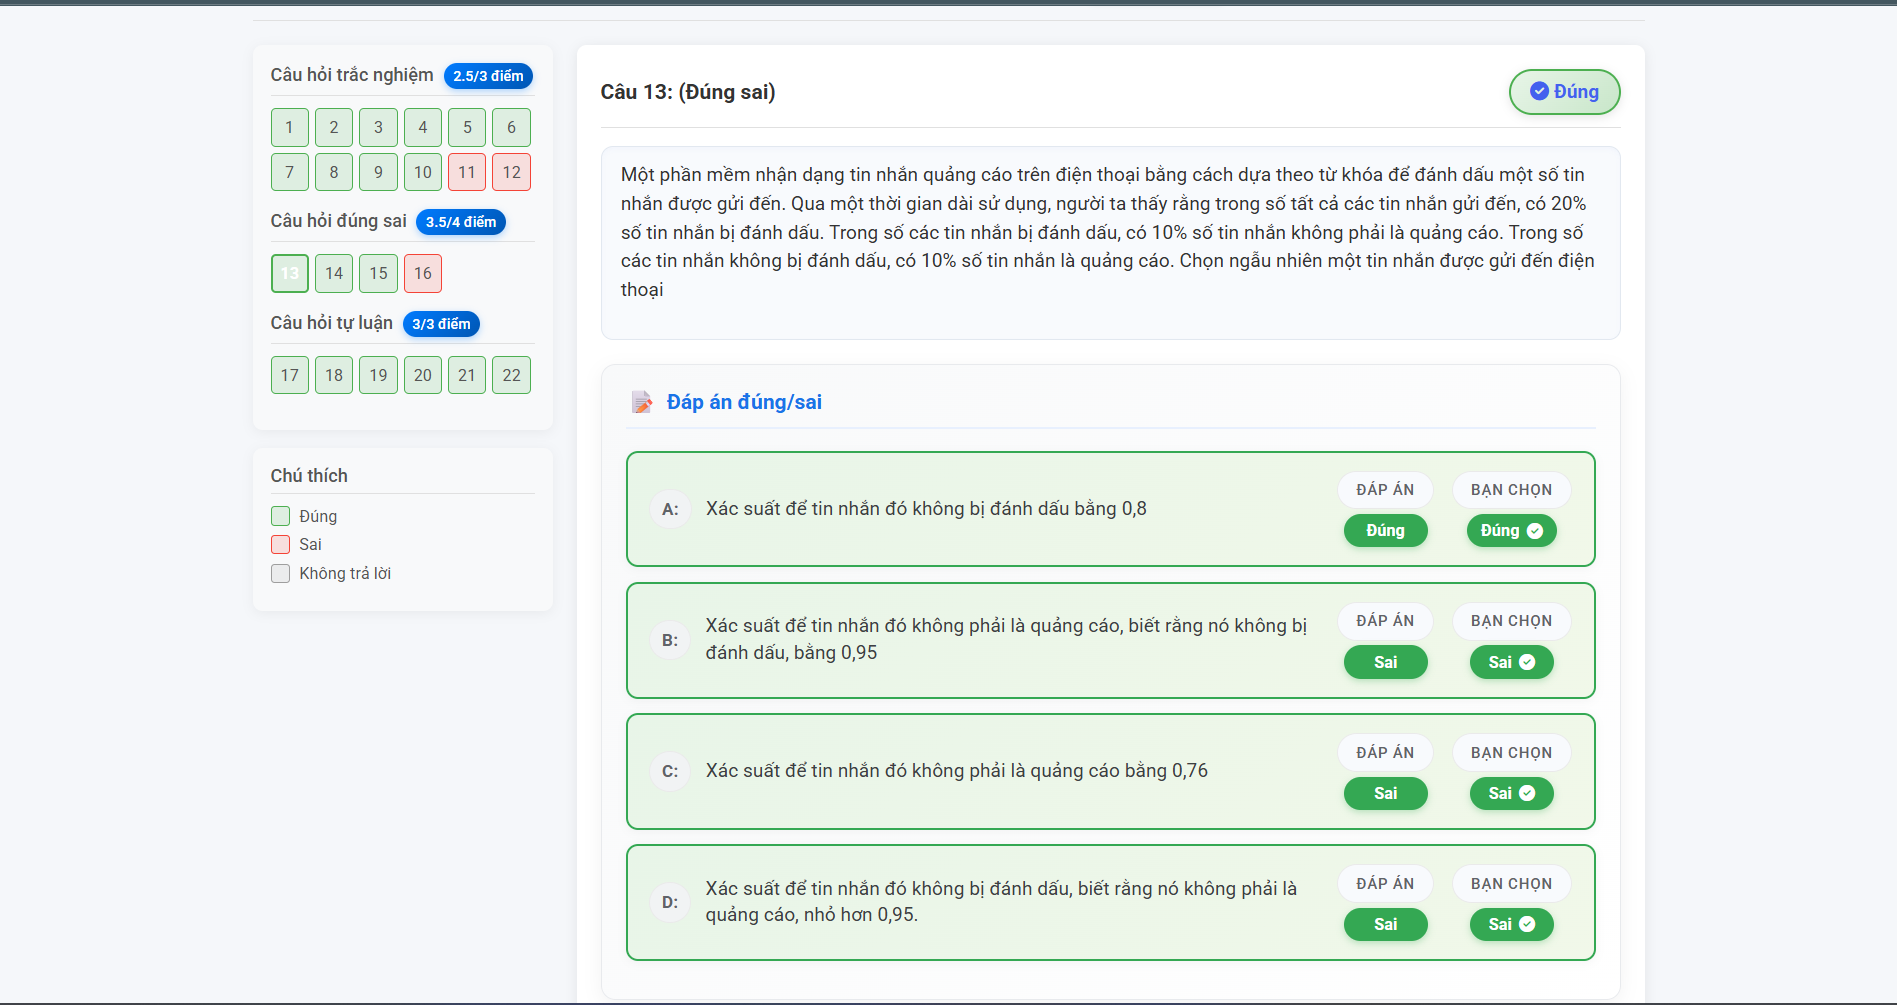 Câu hỏi trắc nghiệm 2.5/3 điểm
1 2 3 4 5 6
7 8 9 10 11 12
Câu hỏi đúng sai 3.5/4 điểm
13 14 15 16
Câu hỏi tự luận 3/3 điểm
17 18 19 20 21 22
Chú thích
Đúng
Sai
Không trả lời
Câu 13: (Đúng sai)
Đúng
Một phần mềm nhận dạng tin nhắn quảng cáo trên điện thoại bằng cách dựa theo từ khóa để đánh dấu một số tin
nhắn được gửi đến. Qua một thời gian dài sử dụng, người ta thấy rằng trong số tất cả các tin nhắn gửi đến, có 20%
số tin nhắn bị đánh dấu. Trong số các tin nhắn bị đánh dấu, có 10% số tin nhắn không phải là quảng cáo. Trong số
các tin nhắn không bị đánh dấu, có 10% số tin nhắn là quảng cáo. Chọn ngẫu nhiên một tin nhắn được gửi đến điện
thoại
Đáp án đúng/sai
A: Xác suất để tin nhắn đó không bị đánh dấu bằng 0,8
ĐÁP ÁN BẠN CHỌN
Đúng Đúng
B: Xác suất để tin nhắn đó không phải là quảng cáo, biết rằng nó không bị
đánh dấu, bằng 0,95
ĐÁP ÁN BẠN CHỌN
Sai Sai
C: Xác suất để tin nhắn đó không phải là quảng cáo bằng 0,76
ĐÁP ÁN BẠN CHỌN
Sai Sai
D: Xác suất để tin nhắn đó không bị đánh dấu, biết rằng nó không phải là
quảng cáo, nhỏ hơn 0,95.
ĐÁP ÁN BẠN CHỌN
Sai Sai